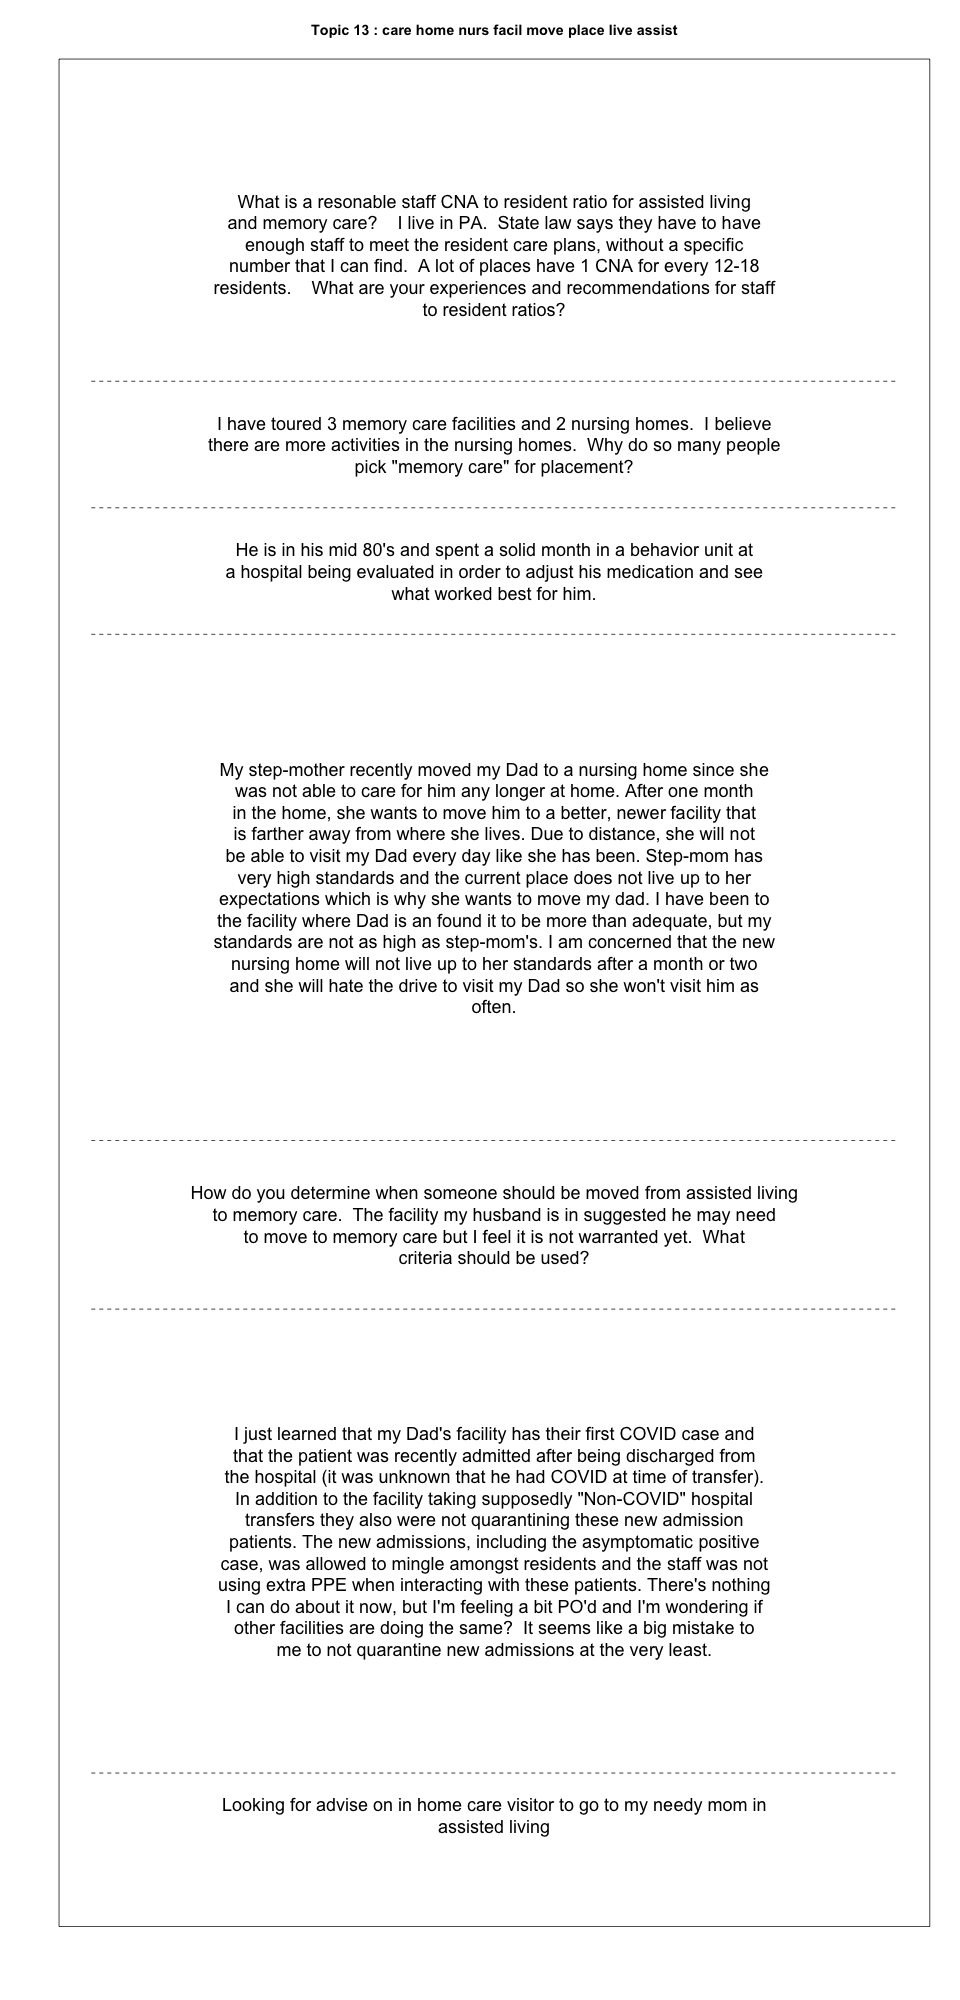 Topic 13 : care home nurs facil move place live assist
What is a resonable staff CNA to resident ratio for assisted living
and memory care?    I live in PA.  State law says they have to have
enough staff to meet the resident care plans, without a specific
number that I can find.  A lot of places have 1 CNA for every 12-18
residents.    What are your experiences and recommendations for staff
to resident ratios?
I have toured 3 memory care facilities and 2 nursing homes.  I believe
there are more activities in the nursing homes.  Why do so many people
pick "memory care" for placement?
He is in his mid 80's and spent a solid month in a behavior unit at
a hospital being evaluated in order to adjust his medication and see
what worked best for him.
My step-mother recently moved my Dad to a nursing home since she
was not able to care for him any longer at home. After one month
in the home, she wants to move him to a better, newer facility that
is farther away from where she lives. Due to distance, she will not
be able to visit my Dad every day like she has been. Step-mom has
very high standards and the current place does not live up to her
expectations which is why she wants to move my dad. I have been to
the facility where Dad is an found it to be more than adequate, but my
standards are not as high as step-mom's. I am concerned that the new
nursing home will not live up to her standards after a month or two
and she will hate the drive to visit my Dad so she won't visit him as
often.
How do you determine when someone should be moved from assisted living
to memory care.  The facility my husband is in suggested he may need
to move to memory care but I feel it is not warranted yet.  What
criteria should be used?
I just learned that my Dad's facility has their first COVID case and
that the patient was recently admitted after being discharged from
the hospital (it was unknown that he had COVID at time of transfer).
In addition to the facility taking supposedly "Non-COVID" hospital
transfers they also were not quarantining these new admission
patients. The new admissions, including the asymptomatic positive
case, was allowed to mingle amongst residents and the staff was not
using extra PPE when interacting with these patients. There's nothing
I can do about it now, but I'm feeling a bit PO'd and I'm wondering if
other facilities are doing the same?  It seems like a big mistake to
me to not quarantine new admissions at the very least.
Looking for advise on in home care visitor to go to my needy mom in
assisted living